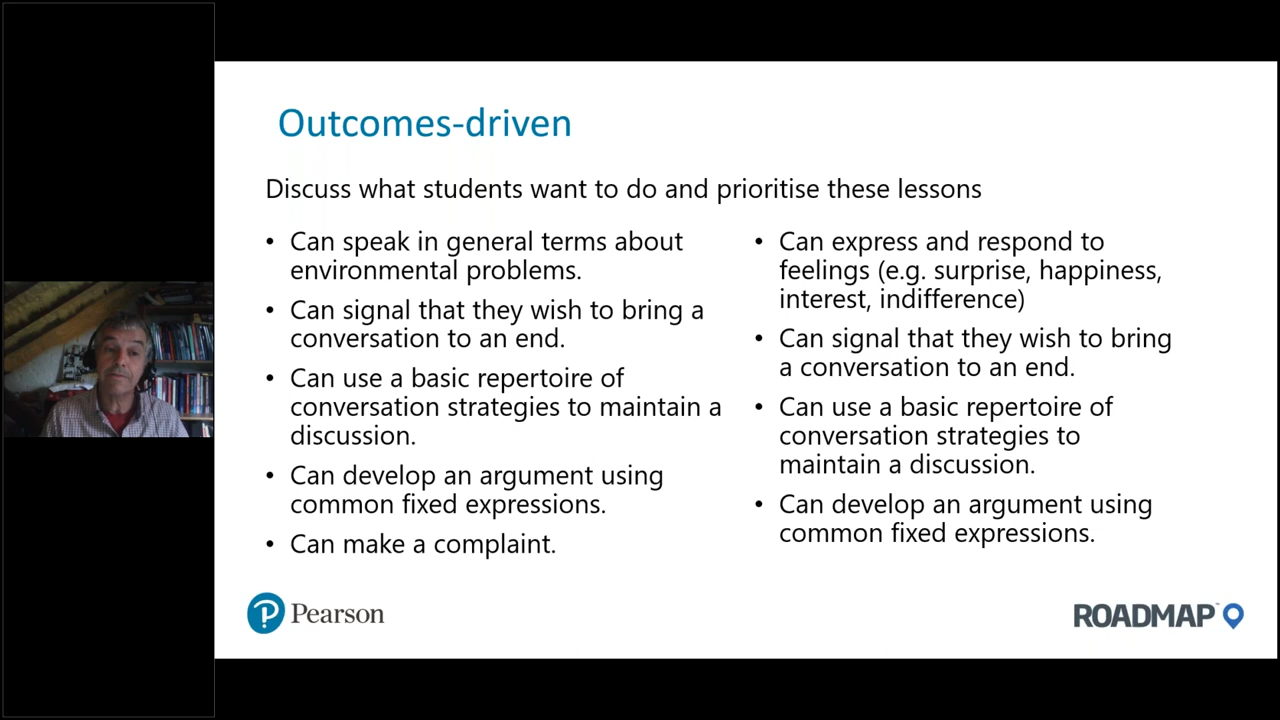 Outcomes-driven
Discuss what students want to do and prioritise these lessons
• Can speak in general terms about
environmental problems.
• Can signal that they wish to bring a
conversation to an end.
• Can use a basic repertoire of
conversation strategies to maintain a
discussion.
• Can develop an argument using
common fixed expressions.
• Can make a complaint.
• Can express and respond to
feelings (e.g. surprise, happiness,
interest, indifference)
• Can signal that they wish to bring
a conversation to an end.
• Can use a basic repertoire of
conversation strategies to
maintain a discussion.
• Can develop an argument using
common fixed expressions.
Pearson
ROADMAP